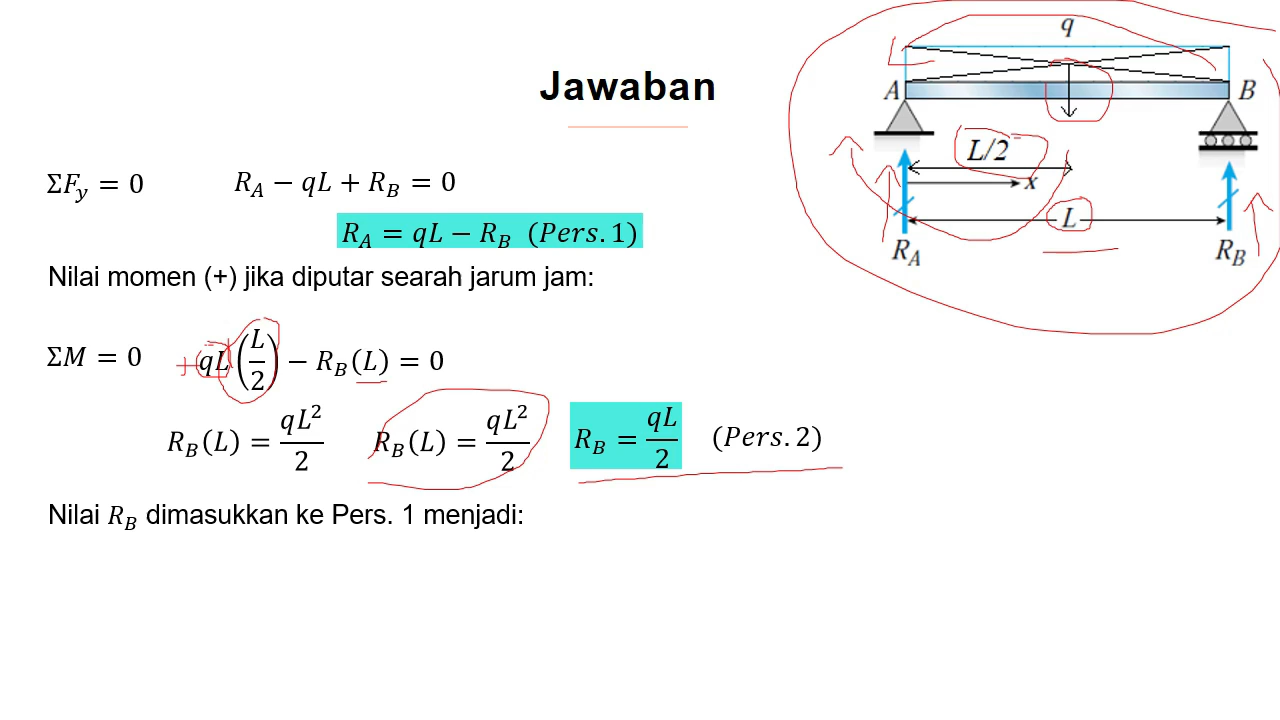 Jawaban
q
A
B
L/2
x
L
R_A
R_B
ΣF_y = 0 R_A − qL + R_B = 0
R_A = qL − R_B (Pers. 1)
Nilai momen (+) jika diputar searah jarum jam:
ΣM = 0 +qL(L/2) − R_B(L) = 0
R_B(L) = qL²/2 R_B(L) = qL²/2 R_B = qL/2 (Pers. 2)
Nilai R_B dimasukkan ke Pers. 1 menjadi: